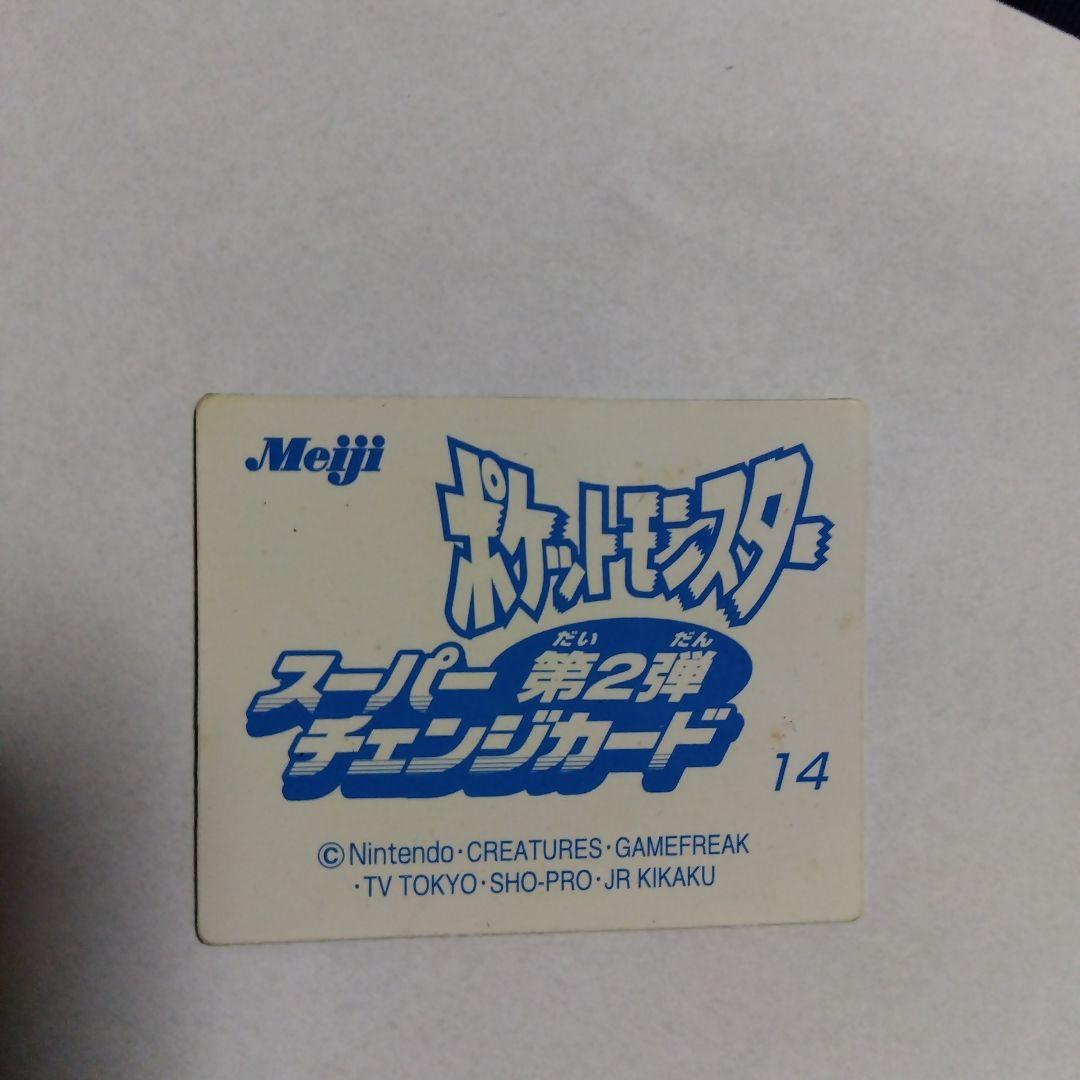 Meiji
ポケットモンスター
だい だん
スーパー 第2弾
チェンジカード
14
©Nintendo・CREATURES・GAMEFREAK
・TV TOKYO・SHO-PRO・JR KIKAKU